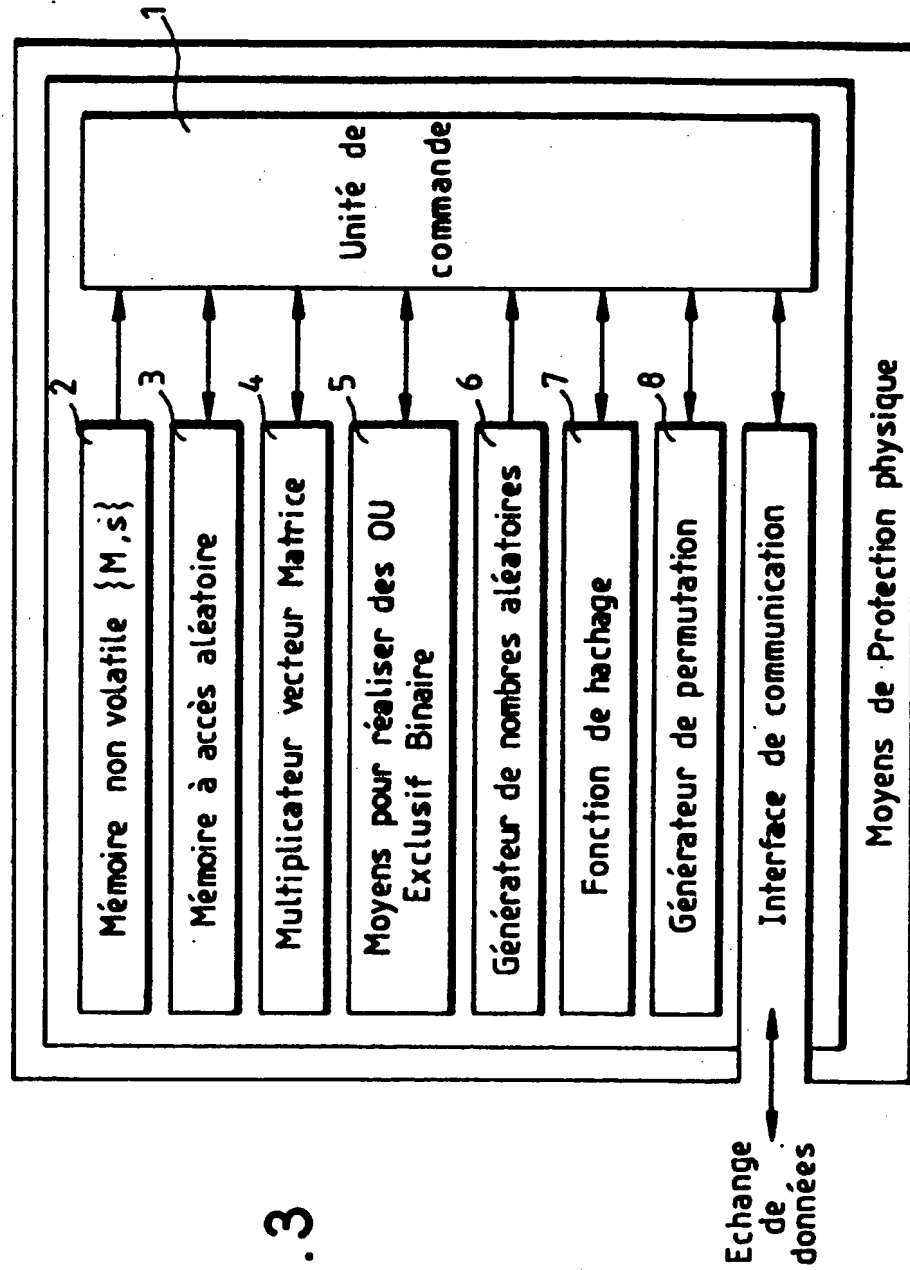 .3
1
Unité de
commande
2
Mémoire non volatile }M,s}
3
Mémoire à accès aléatoire
4
Multiplicateur vecteur Matrice
5
Moyens pour réaliser des OU
Exclusif Binaire
6
Générateur de nombres aléatoires
7
Fonction de hachage
8
Générateur de permutation
Interface de communication
Echange
de
données
Moyens de Protection physique